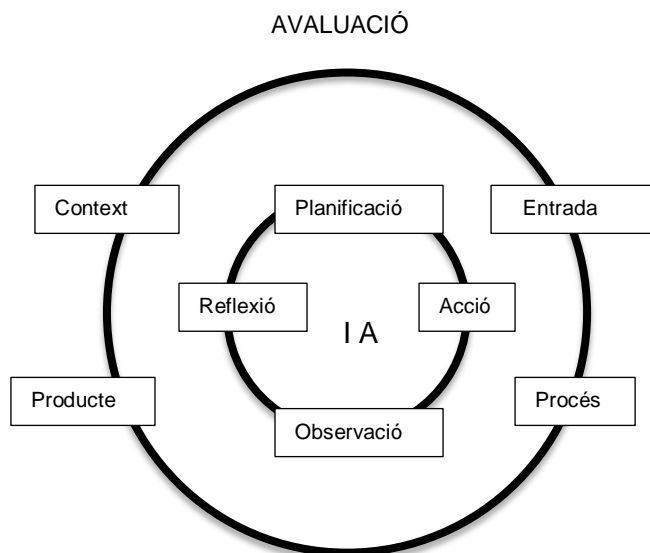 AVALUACIÓ
Context
Planificació
Entrada
Reflexió
Acció
I A
Producte
Procés
Observació